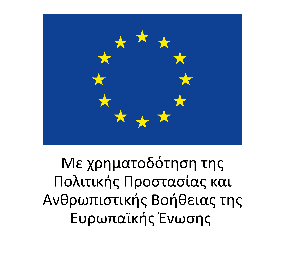 Με χρηματοδότηση της
Πολιτικής Προστασίας και
Ανθρωπιστικής Βοήθειας της
Ευρωπαϊκής Ένωσης